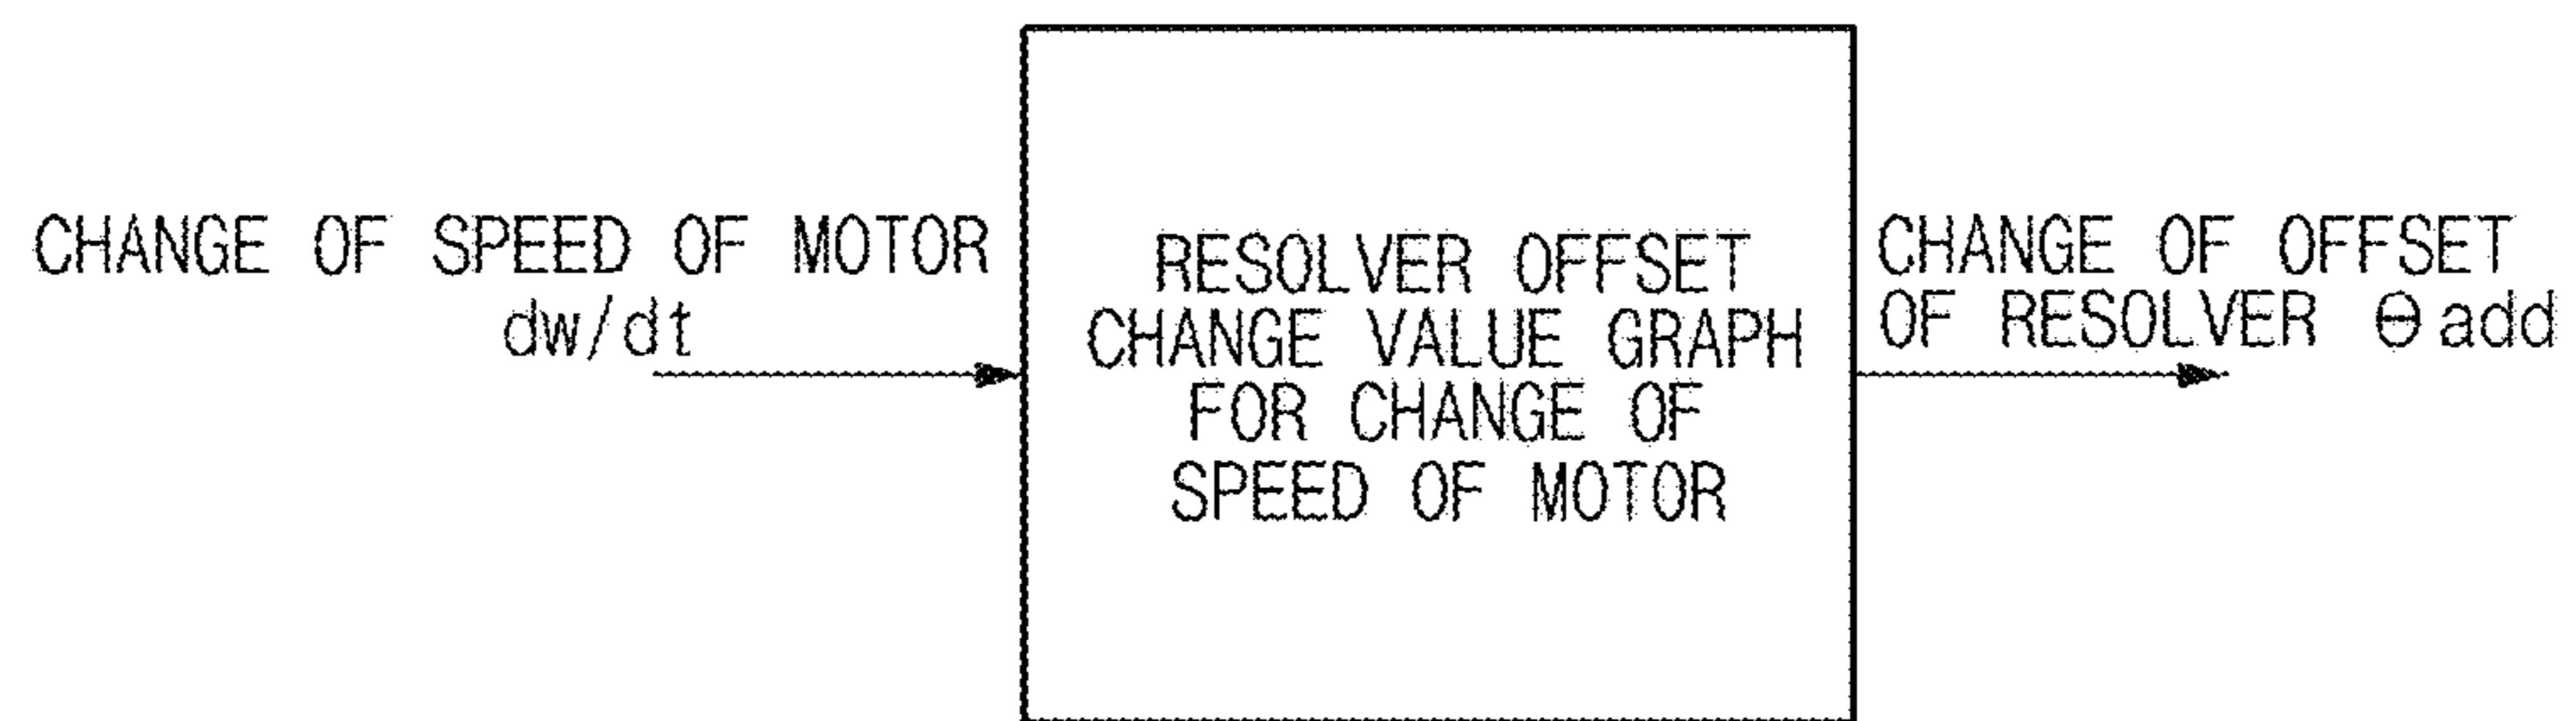 CHANGE OF SPEED OF MOTOR
dw/dt
RESOLVER OFFSET
CHANGE VALUE GRAPH
FOR CHANGE OF
SPEED OF MOTOR
CHANGE OF OFFSET
OF RESOLVER Θ add